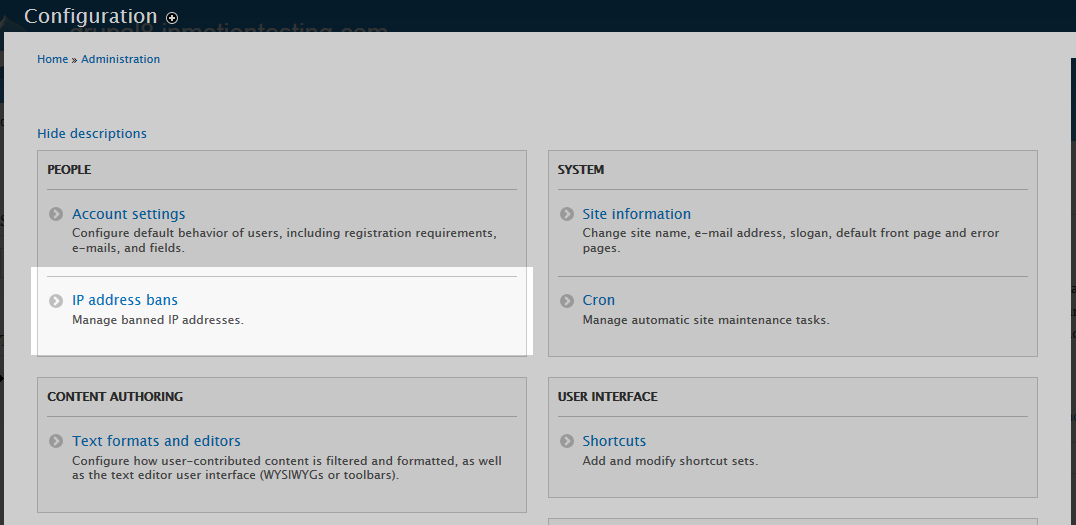 Configuration
Home » Administration
Hide descriptions
PEOPLE
Account settings
Configure default behavior of users, including registration requirements,
e-mails, and fields.
IP address bans
Manage banned IP addresses.
SYSTEM
Site information
Change site name, e-mail address, slogan, default front page and error
pages.
Cron
Manage automatic site maintenance tasks.
CONTENT AUTHORING
Text formats and editors
Configure how user-contributed content is filtered and formatted, as well
as the text editor user interface (WYSIWYGs or toolbars).
USER INTERFACE
Shortcuts
Add and modify shortcut sets.